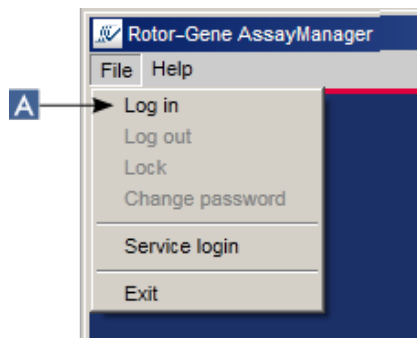 Rotor-Gene AssayManager
File Help
A
Log in
Log out
Lock
Change password
Service login
Exit